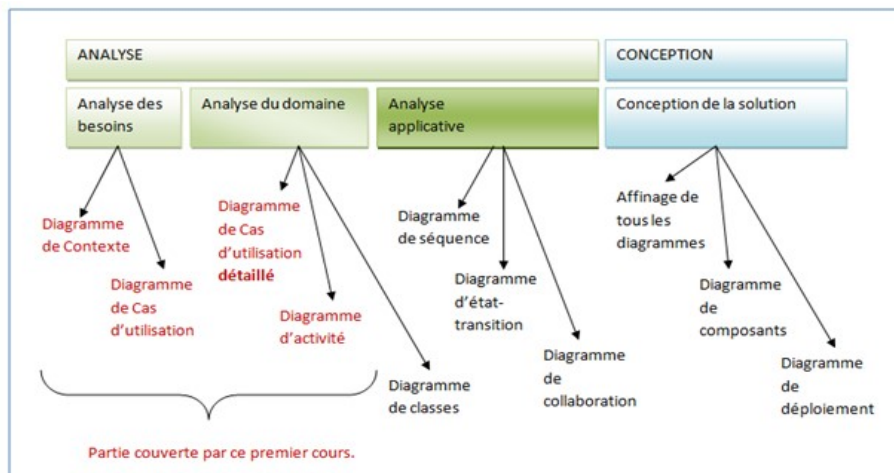 ANALYSE
CONCEPTION
Analyse des
besoins
Analyse du domaine
Analyse
applicative
Conception de la solution
Diagramme
de Contexte
Diagramme
de Cas
d'utilisation
Diagramme
de Cas
d'utilisation
détaillé
Diagramme
d'activité
Diagramme
de classes
Diagramme
de séquence
Diagramme
d'état-
transition
Diagramme
de
collaboration
Affinage de
tous les
diagrammes
Diagramme
de
composants
Diagramme
de
déploiement
Partie couverte par ce premier cours.